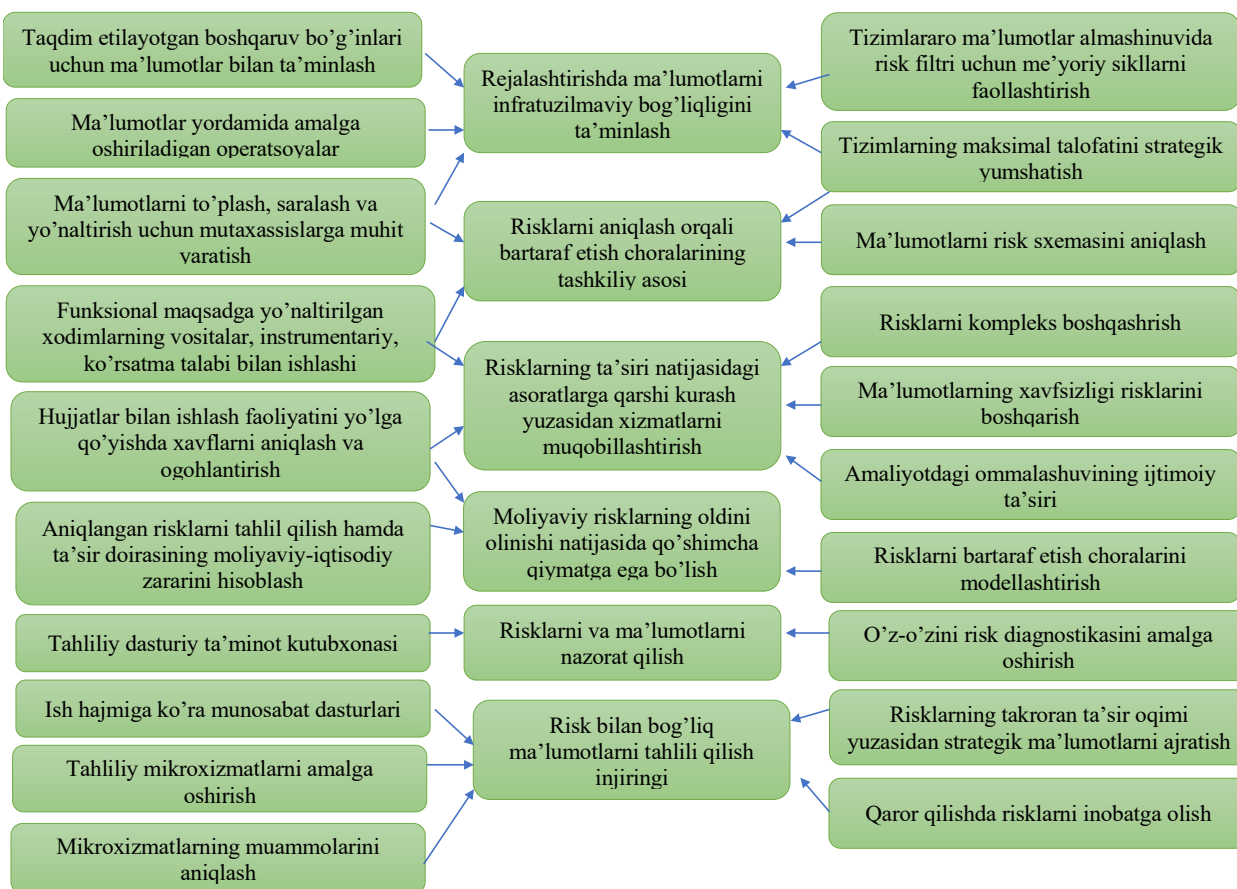 Taqdim etilayotgan boshqaruv bo’g’inlari
uchun ma’lumotlar bilan ta’minlash
Ma’lumotlar yordamida amalga
oshiriladigan operatsoyalar
Ma’lumotlarni to’plash, saralash va
yo’naltirish uchun mutaxassislarga muhit
yaratish
Funksional maqsadga yo’naltirilgan
xodimlarning vositalar, instrumentariy,
ko’rsatma talabi bilan ishlashi
Hujjatlar bilan ishlash faoliyatini yo’lga
qo’yishda xavflarni aniqlash va
ogohlantirish
Aniqlangan risklarni tahlil qilish hamda
ta’sir doirasining moliyaviy-iqtisodiy
zararini hisoblash
Tahliliy dasturiy ta’minot kutubxonasi
Ish hajmiga ko’ra munosabat dasturlari
Tahliliy mikroxizmatlarni amalga
oshirish
Mikroxizmatlarning muammolarini
aniqlash
Rejalashtirishda ma’lumotlarni
infratuzilmaviy bog’liqligini
ta’minlash
Risklarni aniqlash orqali
bartaraf etish choralarining
tashkiliy asosi
Risklarning ta’siri natijasidagi
asoratlarga qarshi kurash
yuzasidan xizmatlarni
muqobillashtirish
Moliyaviy risklarning oldini
olinishi natijasida qo’shimcha
qiymatga ega bo’lish
Risklarni va ma’lumotlarni
nazorat qilish
Risk bilan bog’liq
ma’lumotlarni tahlili qilish
injiringi
Tizimlararo ma’lumotlar almashinuvida
risk filtri uchun me’yoriy sikllarni
faollashtirish
Tizimlarning maksimal talofatini strategik
yumshatish
Ma’lumotlarni risk sxemasini aniqlash
Risklarni kompleks boshqashrish
Ma’lumotlarning xavfsizligi risklarini
boshqarish
Amaliyotdagi ommalashuvining ijtimoiy
ta’siri
Risklarni bartaraf etish choralarini
modellashtirish
O’z-o’zini risk diagnostikasini amalga
oshirish
Risklarning takroran ta’sir oqimi
yuzasidan strategik ma’lumotlarni ajratish
Qaror qilishda risklarni inobatga olish